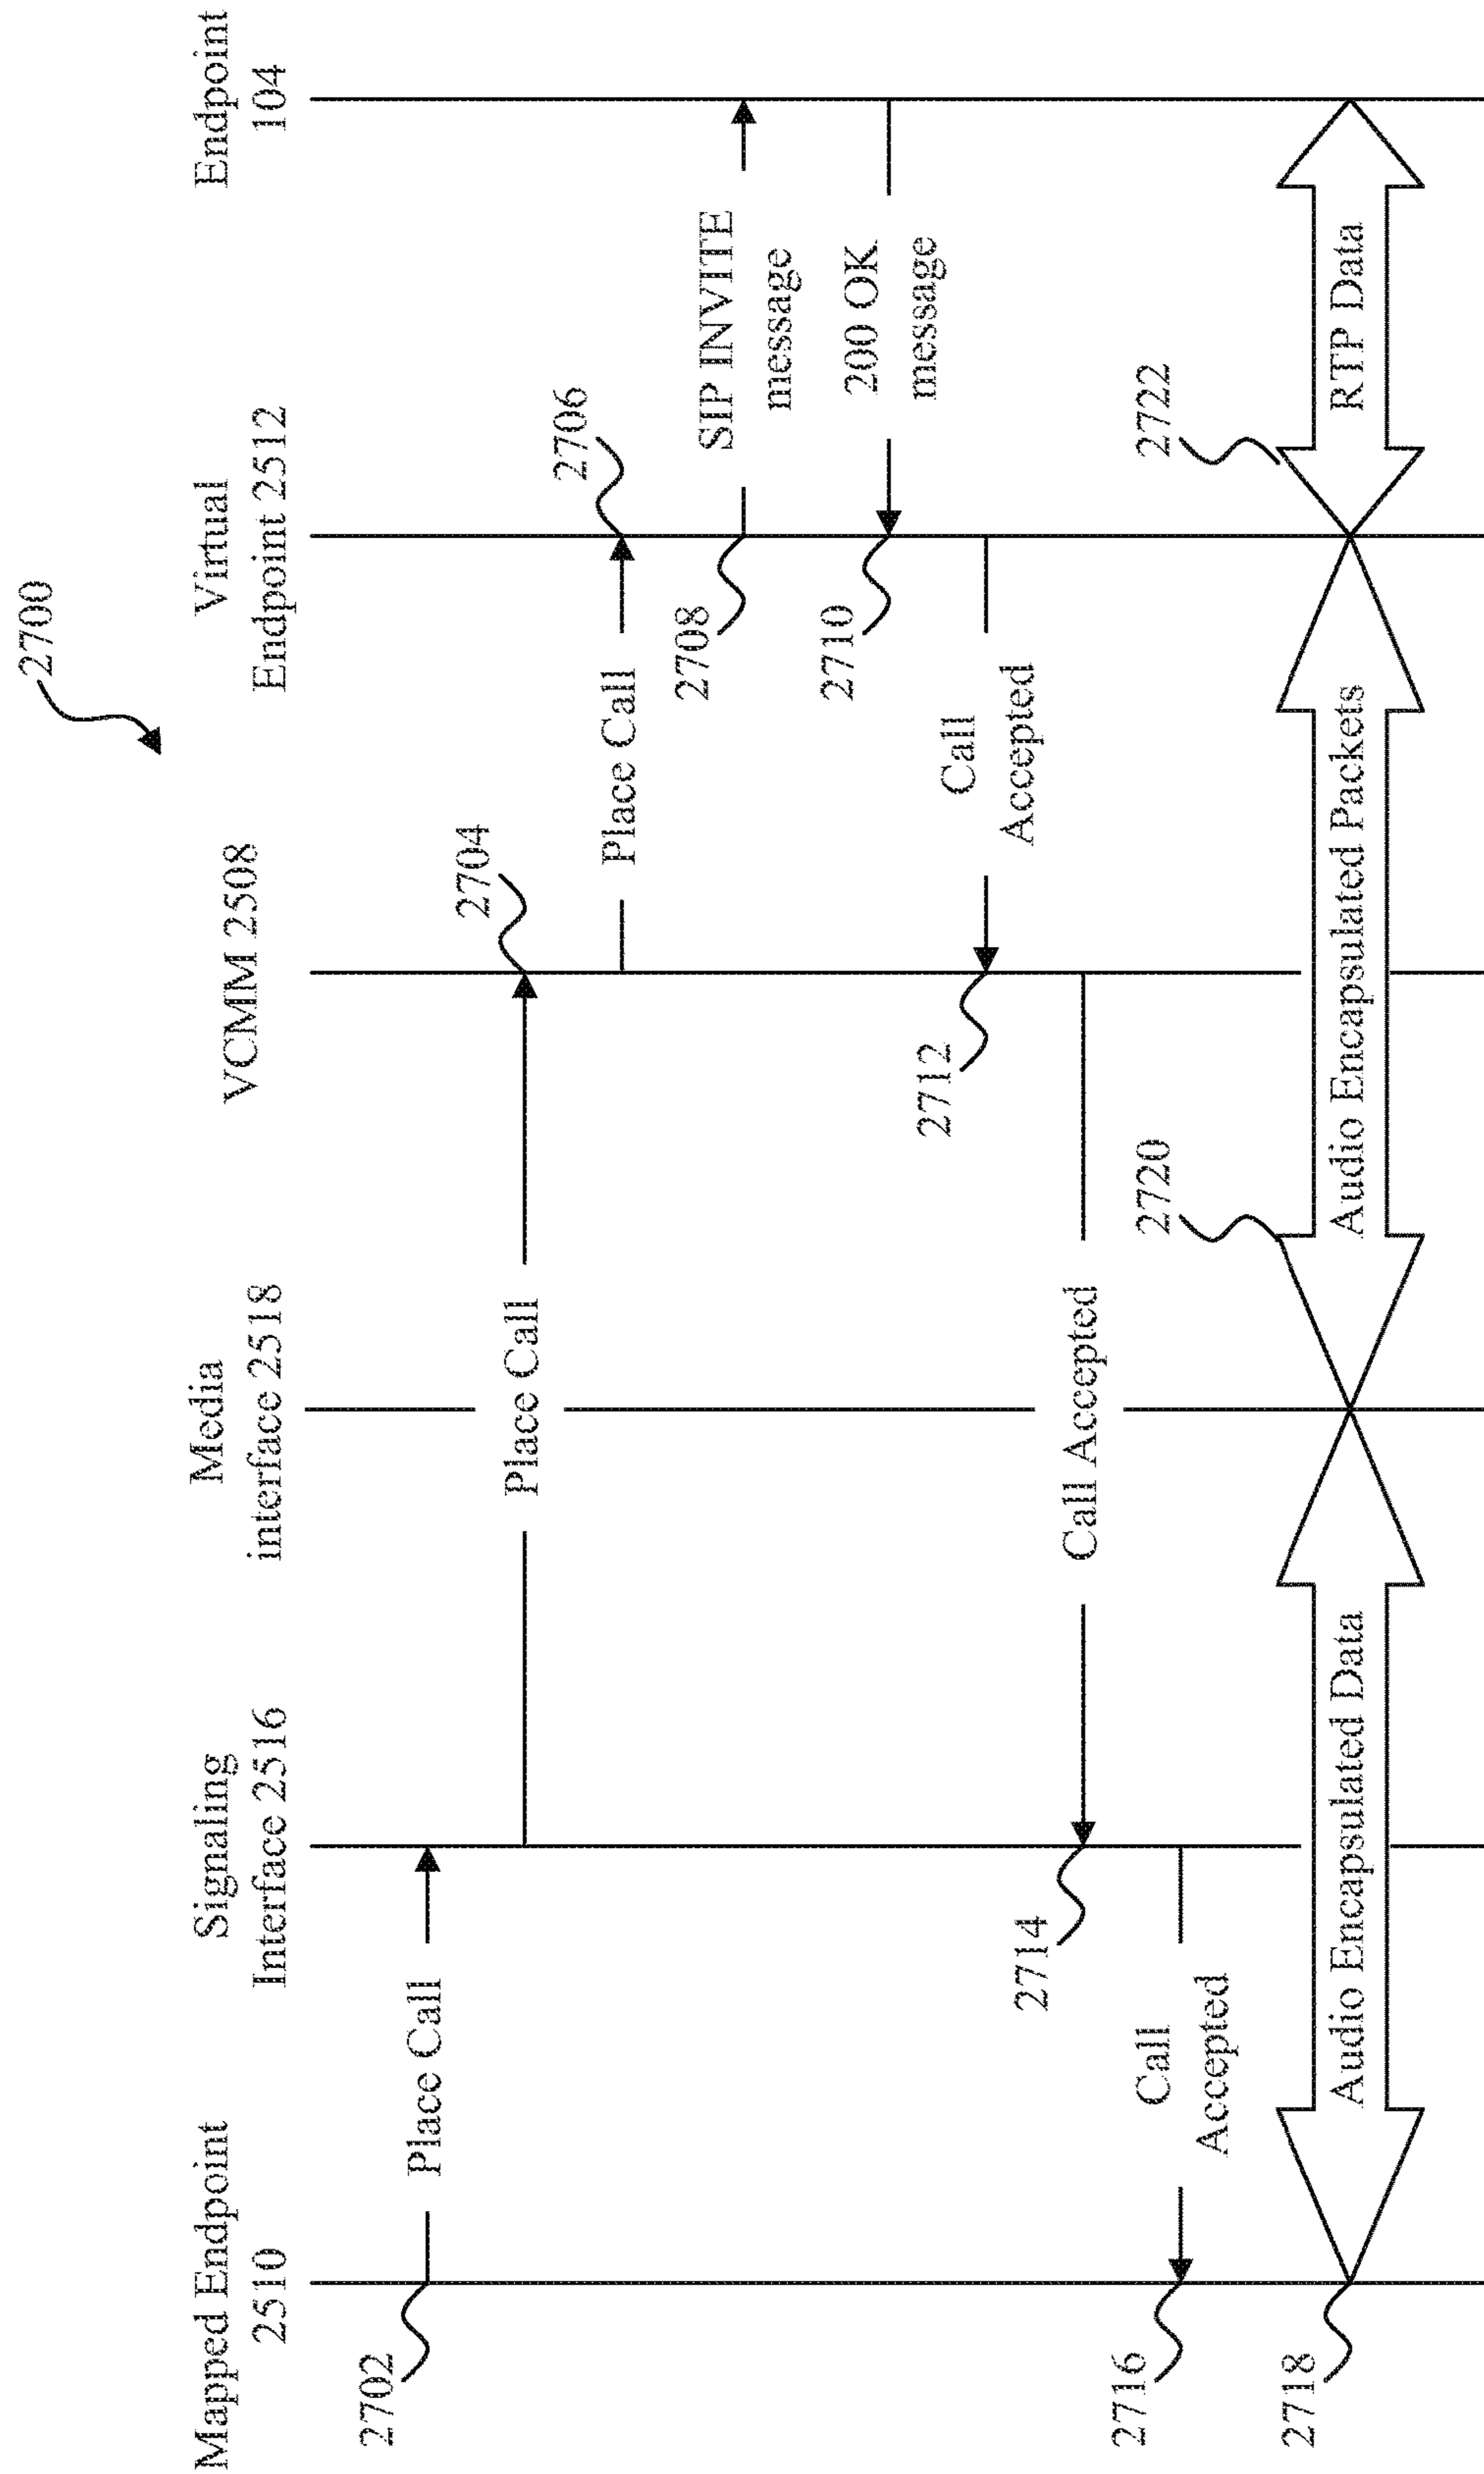 2700
Mapped Endpoint
2510
Signaling
Interface 2516
Media
interface 2518
VCMM 2508
Virtual
Endpoint 2512
Endpoint
104
2702
Place Call
Place Call
2704
Place Call
2706
2708
SIP INVITE
message
2710
200 OK
message
2712
Call
Accepted
2714
Call Accepted
2716
Call
Accepted
2718
Audio Encapsulated Data
2720
Audio Encapsulated Packets
2722
RTP Data